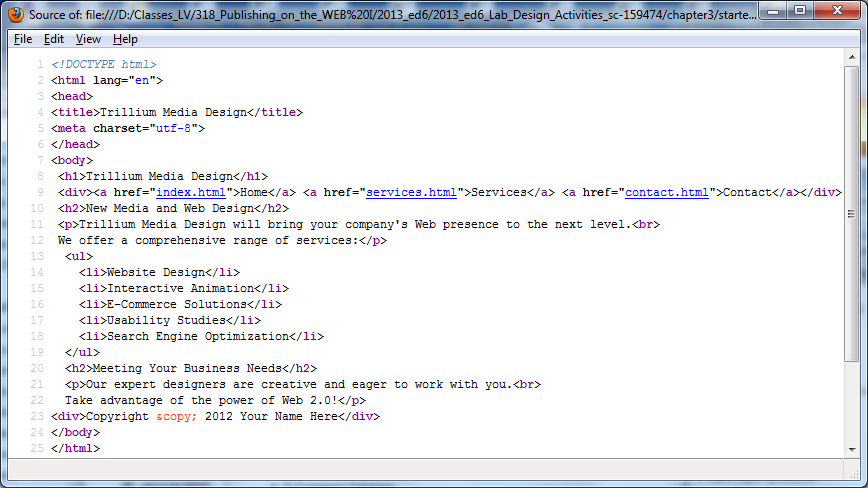 Source of: file:///D:/Classes_LV/318_Publishing_on_the_WEB%20I/2013_ed6/2013_ed6_Lab_Design_Activities_sc-159474/chapter3/starte...
File Edit View Help
1 <!DOCTYPE html>
2 <html lang="en">
3 <head>
4 <title>Trillium Media Design</title>
5 <meta charset="utf-8">
6 </head>
7 <body>
8 <h1>Trillium Media Design</h1>
9 <div><a href="index.html">Home</a> <a href="services.html">Services</a> <a href="contact.html">Contact</a></div>
10 <h2>New Media and Web Design</h2>
11 <p>Trillium Media Design will bring your company's Web presence to the next level.<br>
12 We offer a comprehensive range of services:</p>
13 <ul>
14 <li>Website Design</li>
15 <li>Interactive Animation</li>
16 <li>E-Commerce Solutions</li>
17 <li>Usability Studies</li>
18 <li>Search Engine Optimization</li>
19 </ul>
20 <h2>Meeting Your Business Needs</h2>
21 <p>Our expert designers are creative and eager to work with you.<br>
22 Take advantage of the power of Web 2.0!</p>
23 <div>Copyright &copy; 2012 Your Name Here</div>
24 </body>
25 </html>